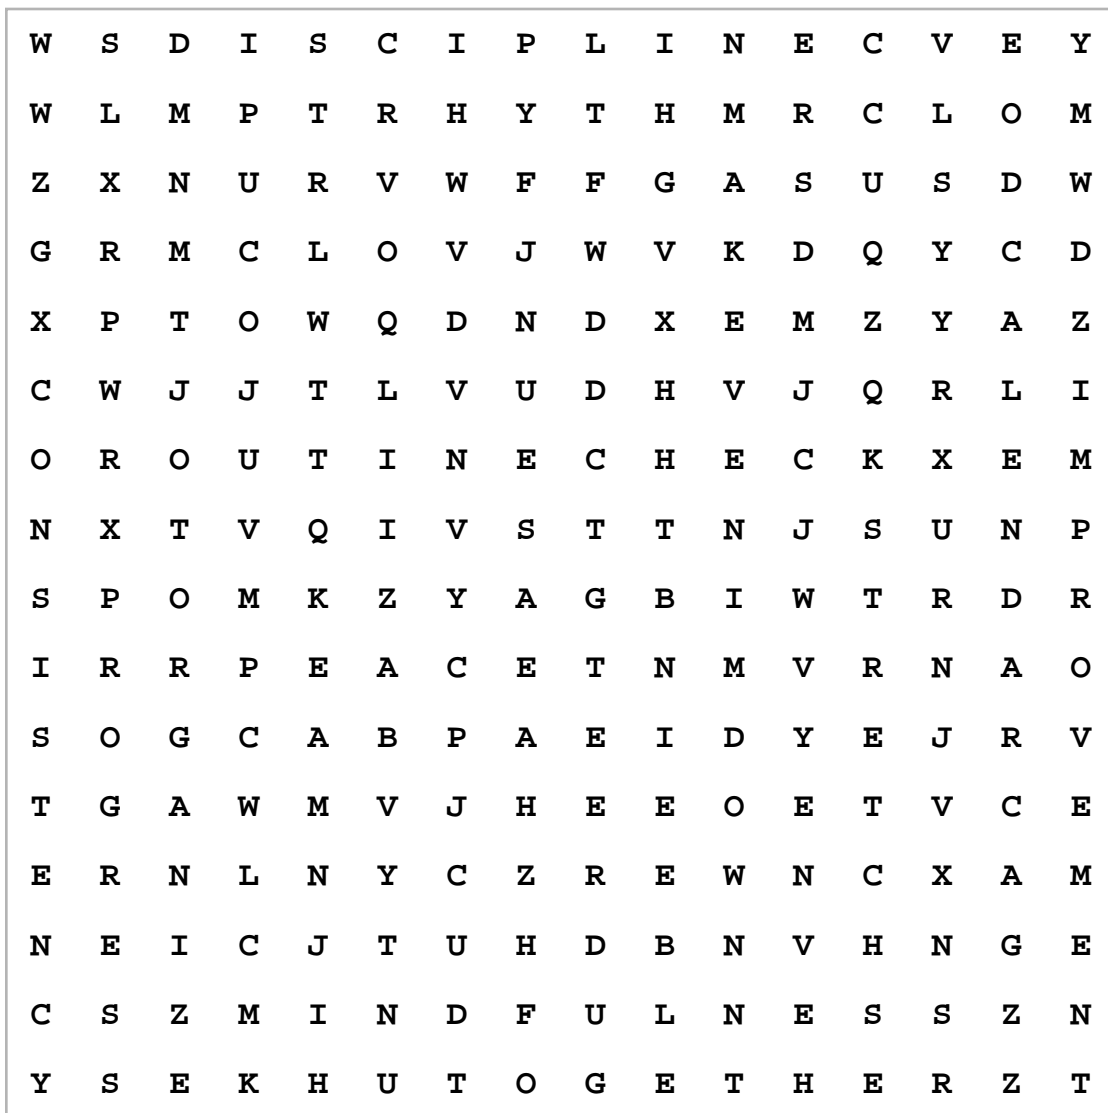 W S D I S C I P L I N E C V E Y
W L M P T R H Y T H M R C L O M
Z X N U R V W F F G A S U S D W
G R M C L O V J W V K D Q Y C D
X P T O W Q D N D X E M Z Y A Z
C W J J T L V U D H V J Q R L I
O R O U T I N E C H E C K X E M
N X T V Q I V S T T N J S U N P
S P O M K Z Y A G B I W T R D R
I R R P E A C E T N M V R N A O
S O G C A B P A E I D Y E J R V
T G A W M V J H E E O E T V C E
E R N L N Y C Z R E W N C X A M
N E I C J T U H D B N V H N G E
C S Z M I N D F U L N E S S Z N
Y S E K H U T O G E T H E R Z T